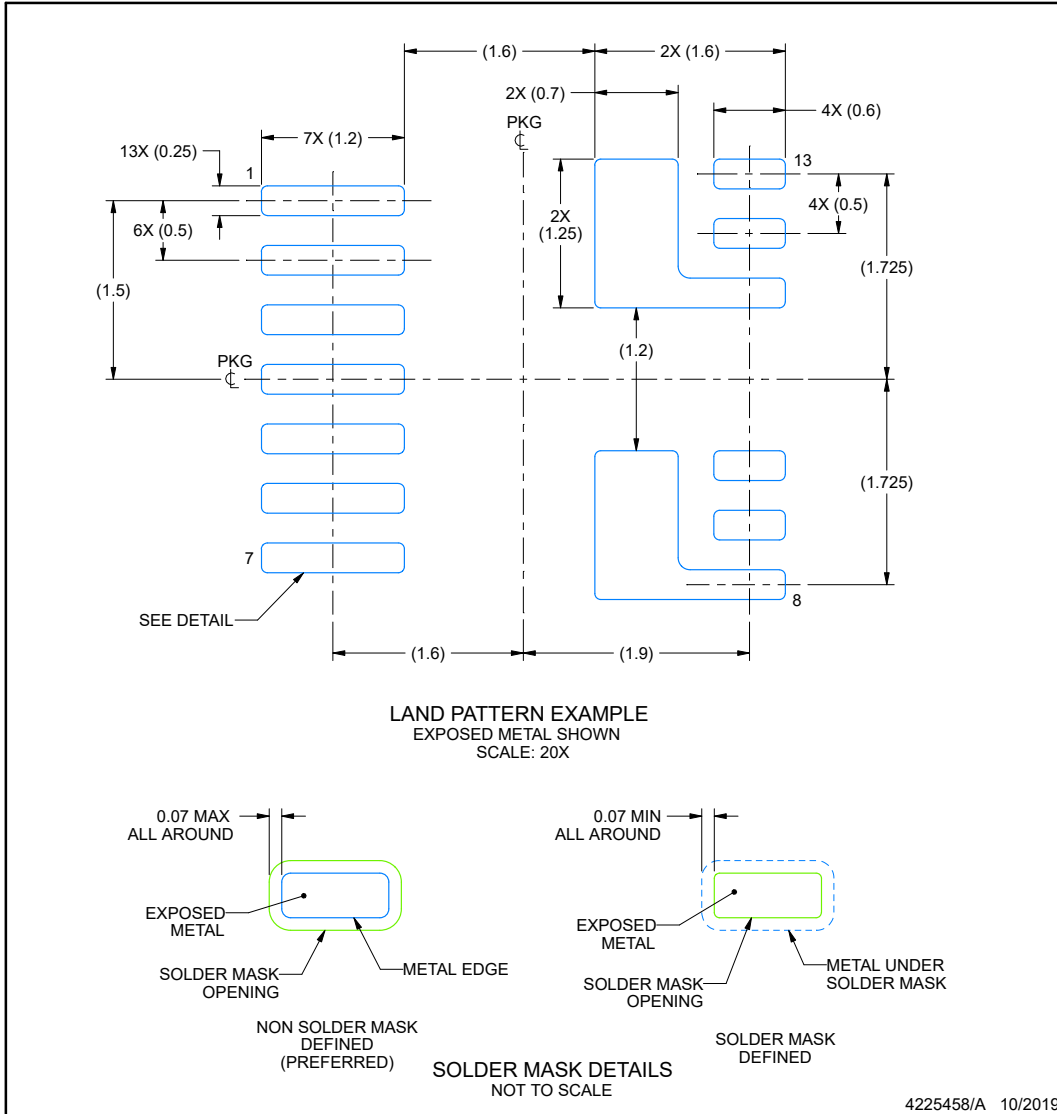 (1.6)
2X (1.6)
2X (0.7)
4X (0.6)
PKG
℄
7X (1.2)
13X (0.25)
1
13
6X (0.5)
2X
(1.25)
4X (0.5)
(1.5)
(1.725)
(1.2)
PKG
℄
(1.725)
7
8
SEE DETAIL
(1.6)
(1.9)
LAND PATTERN EXAMPLE
EXPOSED METAL SHOWN
SCALE: 20X
0.07 MAX
ALL AROUND
EXPOSED
METAL
SOLDER MASK
OPENING
METAL EDGE
NON SOLDER MASK
DEFINED
(PREFERRED)
0.07 MIN
ALL AROUND
EXPOSED
METAL
SOLDER MASK
OPENING
METAL UNDER
SOLDER MASK
SOLDER MASK
DEFINED
SOLDER MASK DETAILS
NOT TO SCALE
4225458/A 10/2019